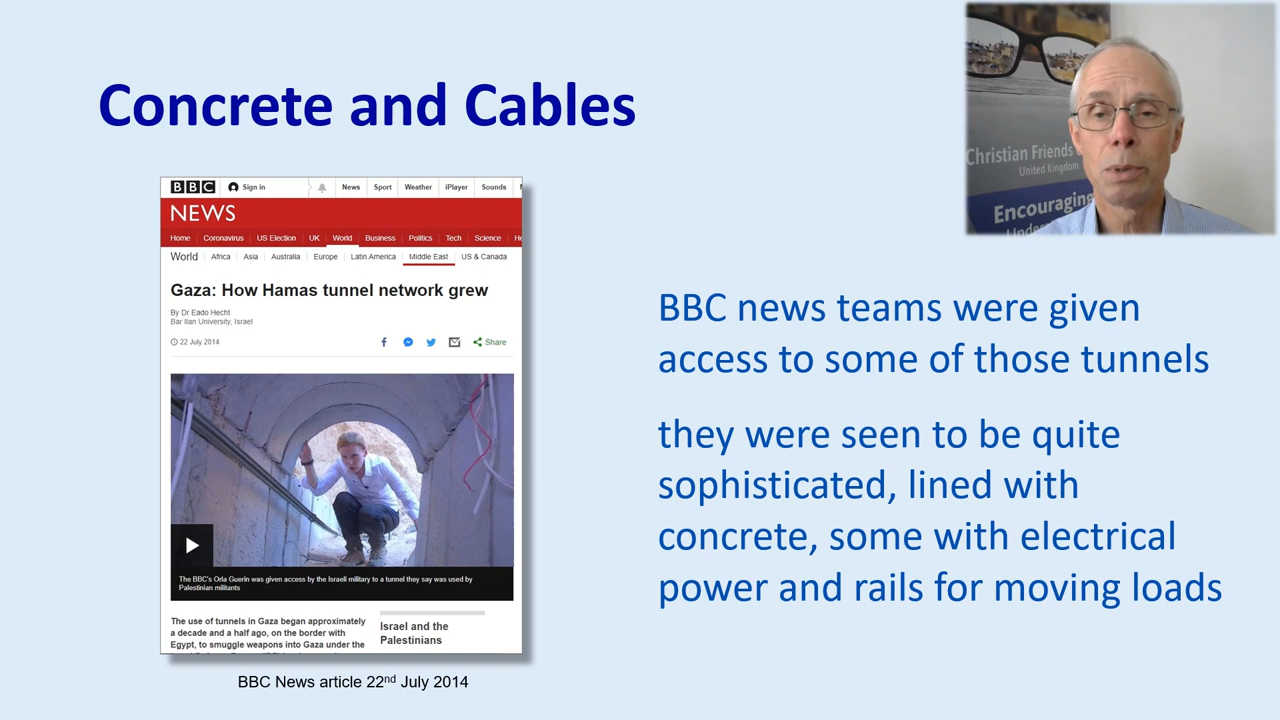 Concrete and Cables
BBC Sign in News Sport Weather iPlayer Sounds
NEWS
Home Coronavirus US Election UK World Business Politics Tech Science
World Africa Asia Australia Europe Latin America Middle East US & Canada
Gaza: How Hamas tunnel network grew
By Dr Eado Hecht
Bar Ilan University, Israel
22 July 2014
Share
The BBC's Orla Guerin was given access by the Israeli military to a tunnel they say was used by
Palestinian militants
The use of tunnels in Gaza began approximately
a decade and a half ago, on the border with
Egypt, to smuggle weapons into Gaza under the
Israel and the
Palestinians
BBC News article 22nd July 2014
Christian Friends
United Kingdom
Encouraging
BBC news teams were given
access to some of those tunnels
they were seen to be quite
sophisticated, lined with
concrete, some with electrical
power and rails for moving loads